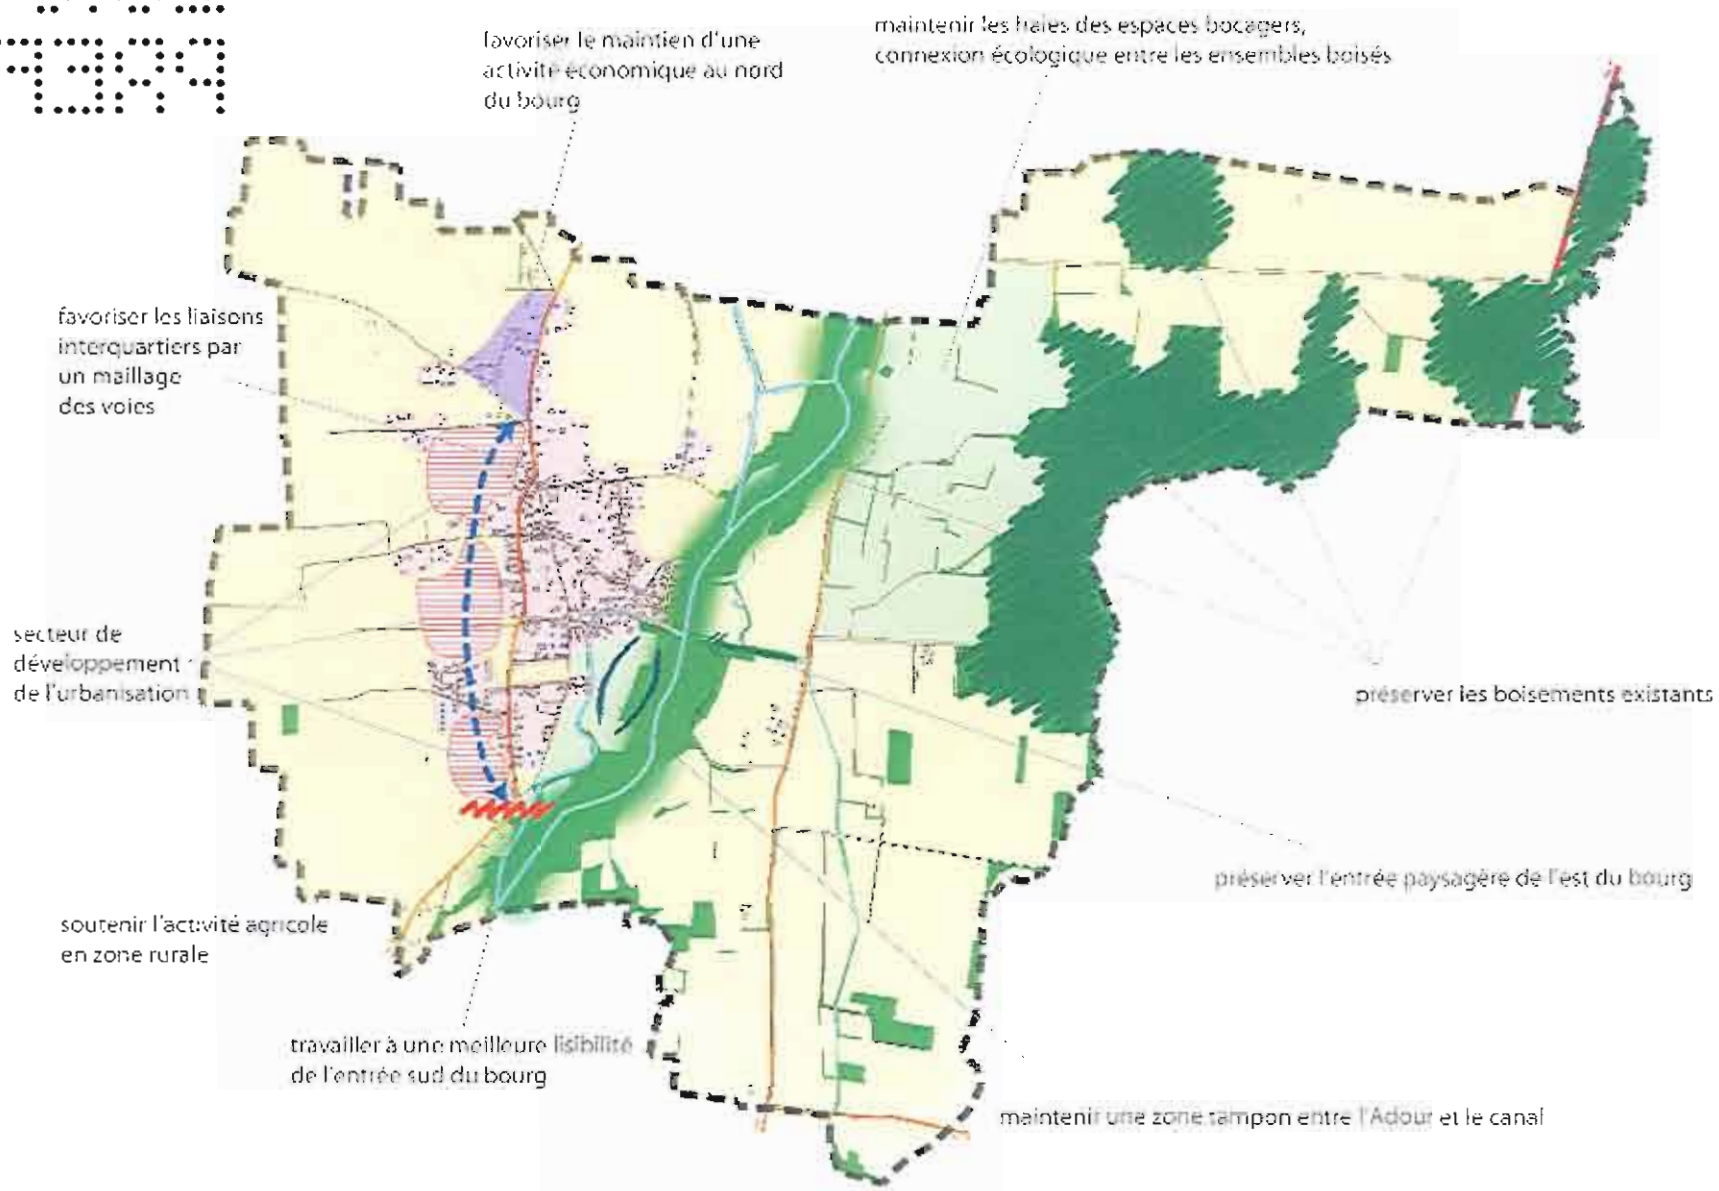 favoriser le maintien d'une
activité économique au nord
du bourg
maintenir les haies des espaces bocagers,
connexion écologique entre les ensembles boisés
favoriser les liaisons
interquartiers par
un maillage
des voies
secteur de
développement
de l'urbanisation
préserver les boisements existants
préserver l'entrée paysagère de l'est du bourg
soutenir l'activité agricole
en zone rurale
travailler à une meilleure lisibilité
de l'entrée sud du bourg
maintenir une zone tampon entre l'Adour et le canal